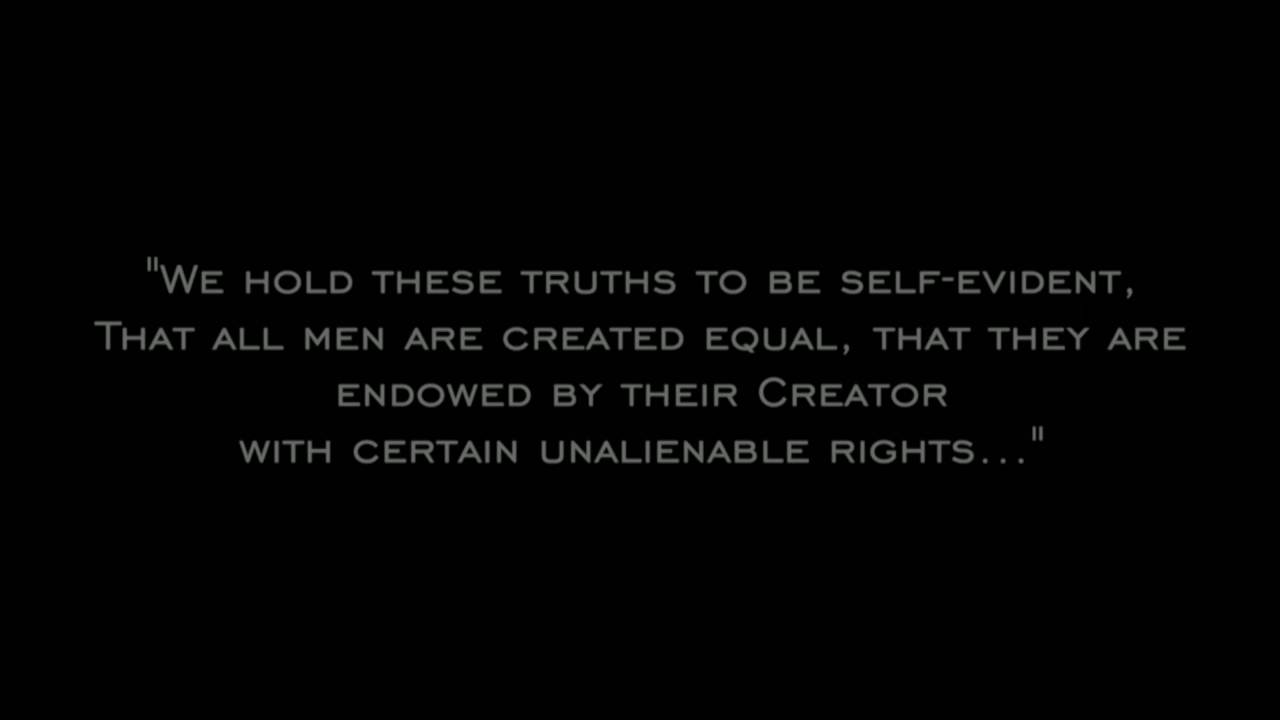 "We hold these truths to be self-evident,
That all men are created equal, that they are
endowed by their Creator
with certain unalienable rights..."